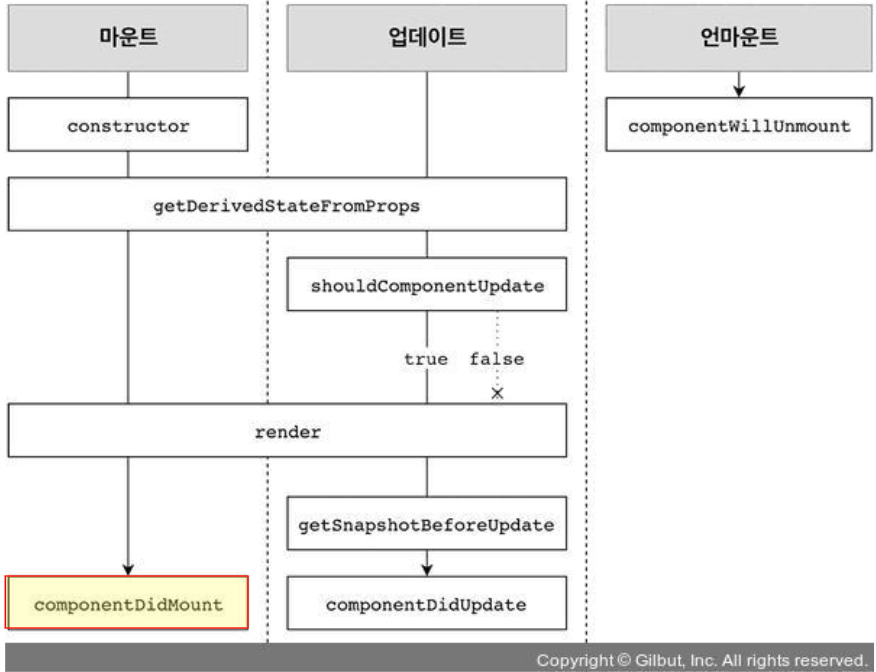 마운트
업데이트
언마운트
constructor
componentWillUnmount
getDerivedStateFromProps
shouldComponentUpdate
true false
render
getSnapshotBeforeUpdate
componentDidMount
componentDidUpdate
Copyright © Gilbut, Inc. All rights reserved.